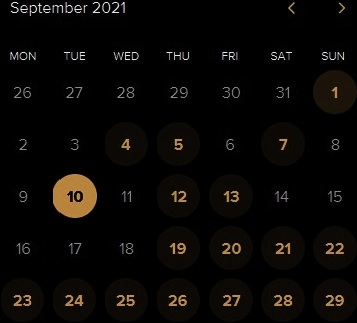 September 2021
MON TUE WED THU FRI SAT SUN
26 27 28 29 30 31 1
2 3 4 5 6 7 8
9 10 11 12 13 14 15
16 17 18 19 20 21 22
23 24 25 26 27 28 29